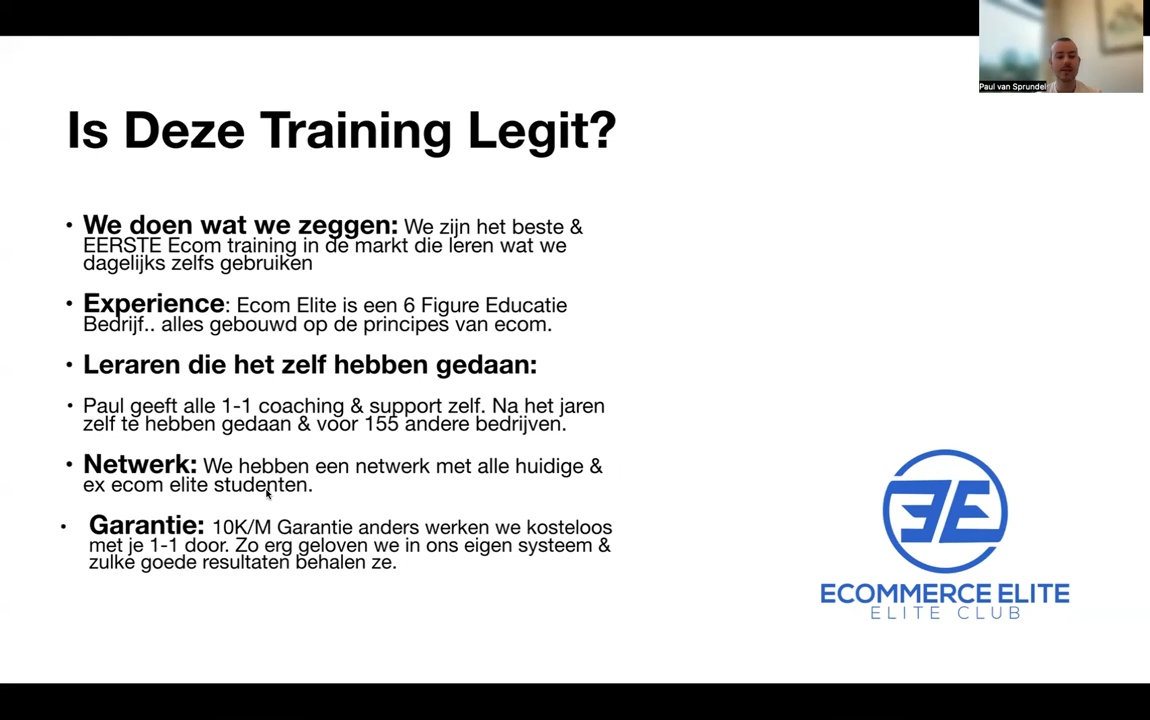 Paul van Sprundel
Is Deze Training Legit?
• We doen wat we zeggen: We zijn het beste &
EERSTE Ecom training in de markt die leren wat we
dagelijks zelfs gebruiken
• Experience: Ecom Elite is een 6 Figure Educatie
Bedrijf.. alles gebouwd op de principes van ecom.
• Leraren die het zelf hebben gedaan:
• Paul geeft alle 1-1 coaching & support zelf. Na het jaren
zelf te hebben gedaan & voor 155 andere bedrijven.
• Netwerk: We hebben een netwerk met alle huidige &
ex ecom elite studenten.
• Garantie: 10K/M Garantie anders werken we kosteloos
met je 1-1 door. Zo erg geloven we in ons eigen systeem &
zulke goede resultaten behalen ze.
ECOMMERCE ELITE
ELITE CLUB